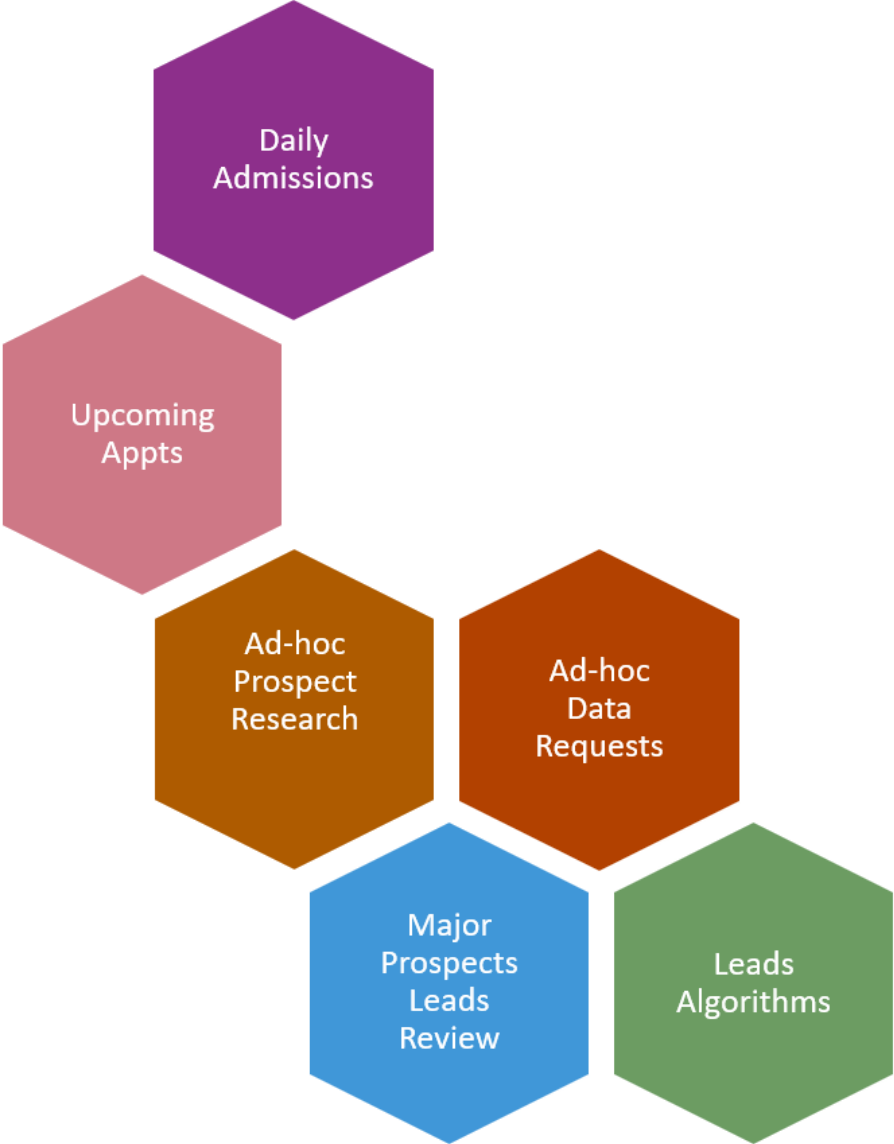 Daily
Admissions
Upcoming
Appts
Ad-hoc
Prospect
Research
Ad-hoc
Data
Requests
Major
Prospects
Leads
Review
Leads
Algorithms